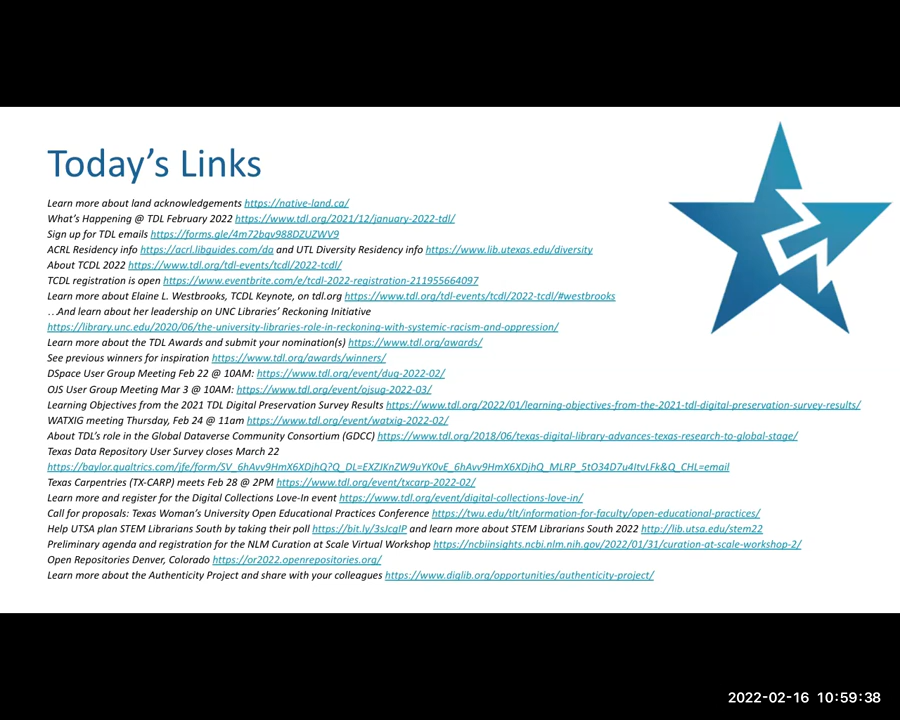 Today's Links
Learn more about land acknowledgements https://native-land.ca/
What's Happening @ TDL February 2022 https://www.tdl.org/2021/12/january-2022-tdl/
Sign up for TDL emails https://forms.gle/4m72bqv988DZUZWV9
ACRL Residency info https://acrl.libguides.com/da and UTL Diversity Residency info https://www.lib.utexas.edu/diversity
About TCDL 2022 https://www.tdl.org/tdl-events/tcdl/2022-tcdl/
TCDL registration is open https://www.eventbrite.com/e/tcdl-2022-registration-211955664097
Learn more about Elaine L. Westbrooks, TCDL Keynote, on tdl.org https://www.tdl.org/tdl-events/tcdl/2022-tcdl/#westbrooks
...And learn about her leadership on UNC Libraries' Reckoning Initiative
https://library.unc.edu/2020/06/the-university-libraries-role-in-reckoning-with-systemic-racism-and-oppression/
Learn more about the TDL Awards and submit your nomination(s) https://www.tdl.org/awards/
See previous winners for inspiration https://www.tdl.org/awards/winners/
DSpace User Group Meeting Feb 22 @ 10AM: https://www.tdl.org/event/dug-2022-02/
OJS User Group Meeting Mar 3 @ 10AM: https://www.tdl.org/event/ojsug-2022-03/
Learning Objectives from the 2021 TDL Digital Preservation Survey Results https://www.tdl.org/2022/01/learning-objectives-from-the-2021-tdl-digital-preservation-survey-results/
WATXIG meeting Thursday, Feb 24 @ 11am https://www.tdl.org/event/watxig-2022-02/
About TDL's role in the Global Dataverse Community Consortium (GDCC) https://www.tdl.org/2018/06/texas-digital-library-advances-texas-research-to-global-stage/
Texas Data Repository User Survey closes March 22
https://baylor.qualtrics.com/jfe/form/SV_6hAvv9HmX6XDjhQ?Q_DL=EXZJKnZW9uYK0vE_6hAvv9HmX6XDjhQ_MLRP_5tO34D7u4ItvLFk&Q_CHL=email
Texas Carpentries (TX-CARP) meets Feb 28 @ 2PM https://www.tdl.org/event/txcarp-2022-02/
Learn more and register for the Digital Collections Love-In event https://www.tdl.org/event/digital-collections-love-in/
Call for proposals: Texas Woman's University Open Educational Practices Conference https://twu.edu/tlt/information-for-faculty/open-educational-practices/
Help UTSA plan STEM Librarians South by taking their poll https://bit.ly/3sJcgIP and learn more about STEM Librarians South 2022 http://lib.utsa.edu/stem22
Preliminary agenda and registration for the NLM Curation at Scale Virtual Workshop https://ncbiinsights.ncbi.nlm.nih.gov/2022/01/31/curation-at-scale-workshop-2/
Open Repositories Denver, Colorado https://or2022.openrepositories.org/
Learn more about the Authenticity Project and share with your colleagues https://www.diglib.org/opportunities/authenticity-project/
2022-02-16 10:59:38